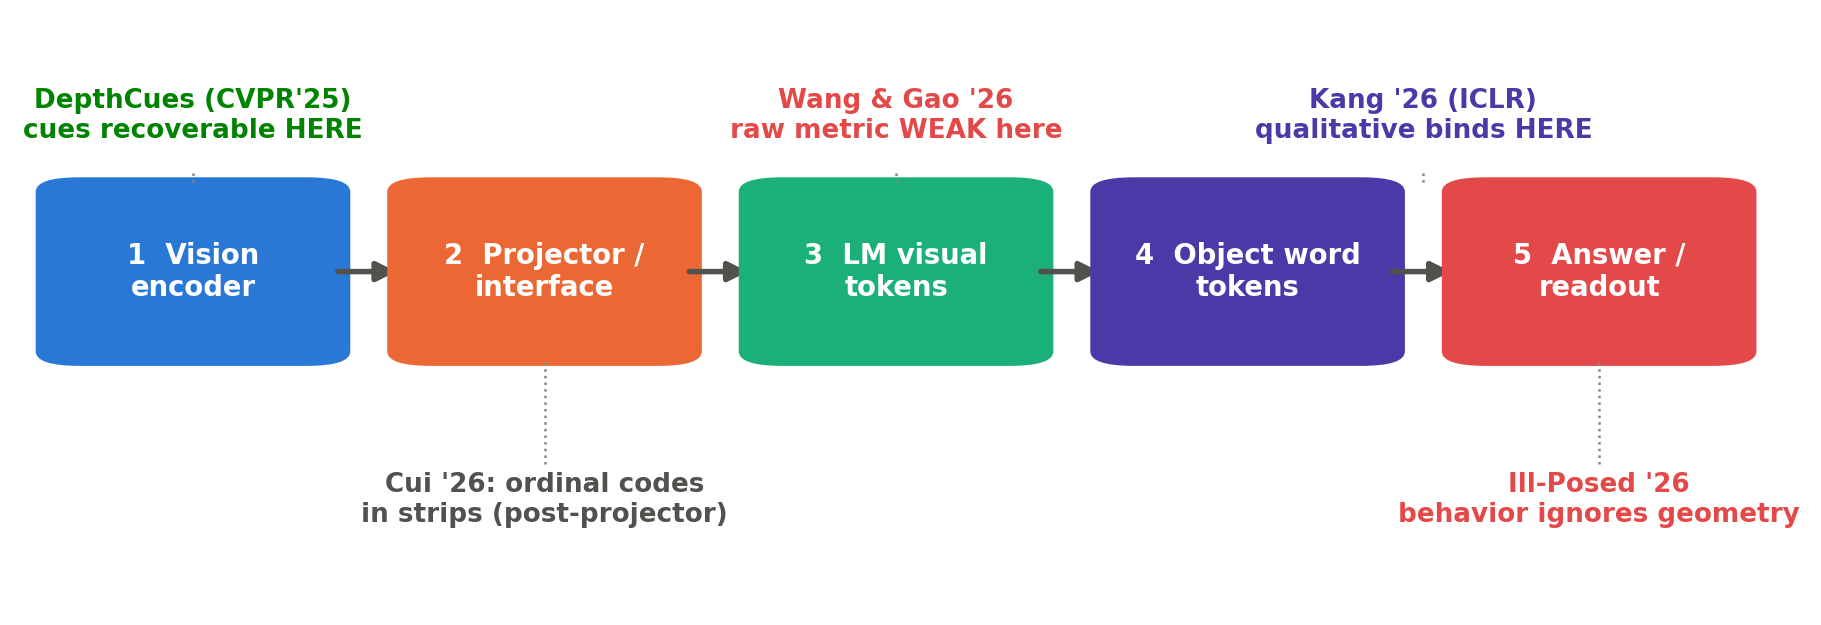 DepthCues (CVPR'25)
cues recoverable HERE
Wang & Gao '26
raw metric WEAK here
Kang '26 (ICLR)
qualitative binds HERE
1 Vision
encoder
2 Projector /
interface
3 LM visual
tokens
4 Object word
tokens
5 Answer /
readout
Cui '26: ordinal codes
in strips (post-projector)
Ill-Posed '26
behavior ignores geometry